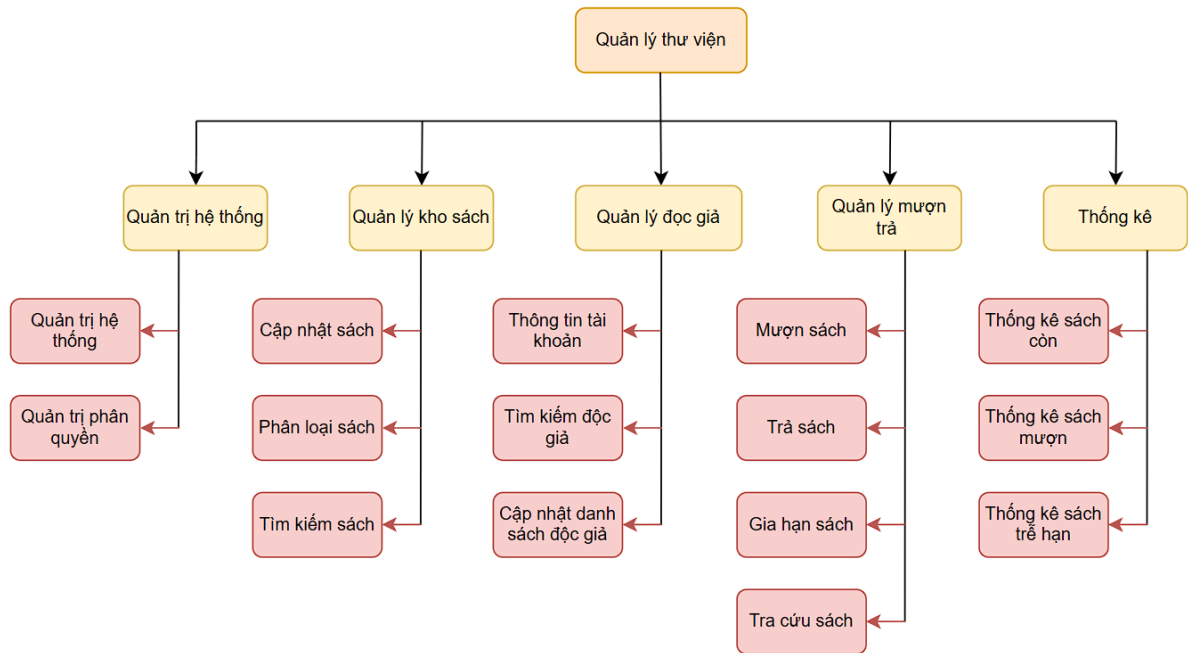 Quản lý thư viện
Quản trị hệ thống
Quản lý kho sách
Quản lý đọc giả
Quản lý mượn
trả
Thống kê
Quản trị hệ
thống
Quản trị phân
quyền
Cập nhật sách
Phân loại sách
Tìm kiếm sách
Thông tin tài
khoản
Tìm kiếm độc
giả
Cập nhật danh
sách độc giả
Mượn sách
Trả sách
Gia hạn sách
Tra cứu sách
Thống kê sách
còn
Thống kê sách
mượn
Thống kê sách
trễ hạn